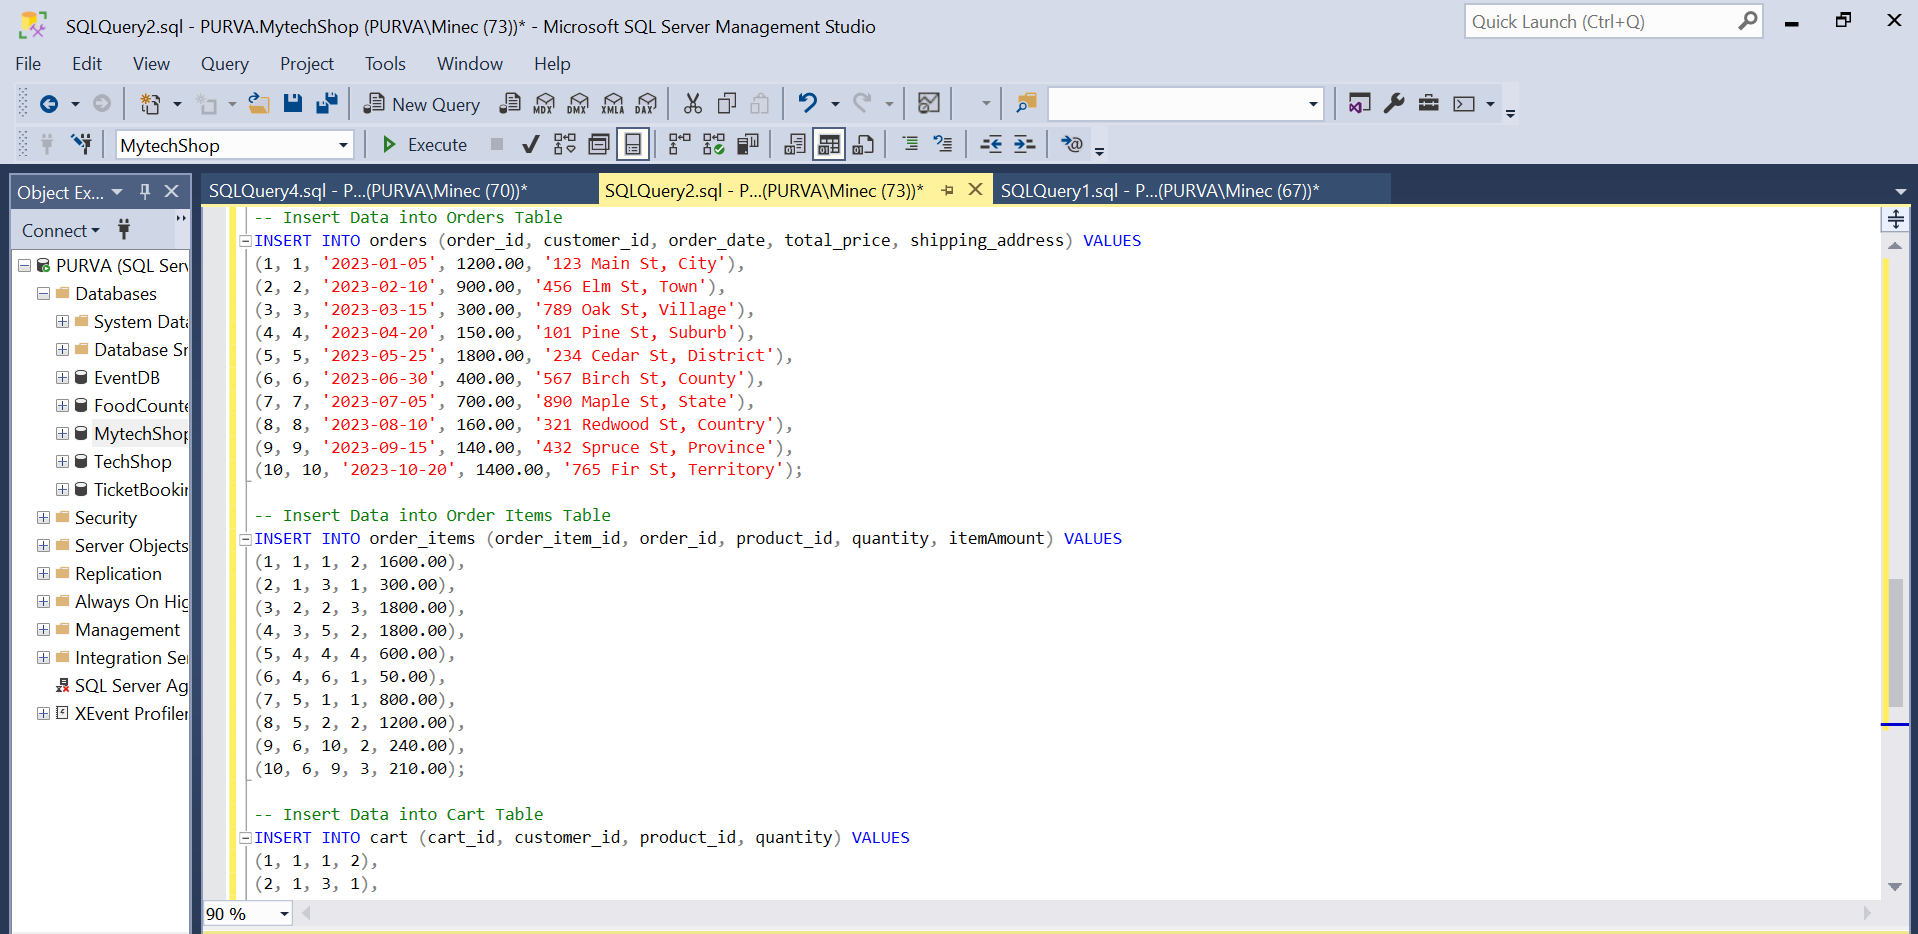 SQLQuery2.sql - PURVA.MytechShop (PURVA\Minec (73))* - Microsoft SQL Server Management Studio
Quick Launch (Ctrl+Q)
File Edit View Query Project Tools Window Help
New Query MDX DMX XMLA DAX
MytechShop Execute
Object Ex...
SQLQuery4.sql - P...(PURVA\Minec (70))* SQLQuery2.sql - P...(PURVA\Minec (73))* SQLQuery1.sql - P...(PURVA\Minec (67))*
Connect
PURVA (SQL Serv
Databases
System Data
Database Sn
EventDB
FoodCounte
MytechShop
TechShop
TicketBookin
Security
Server Objects
Replication
Always On Hig
Management
Integration Se
SQL Server Ag
XEvent Profiler
-- Insert Data into Orders Table
INSERT INTO orders (order_id, customer_id, order_date, total_price, shipping_address) VALUES
(1, 1, '2023-01-05', 1200.00, '123 Main St, City'),
(2, 2, '2023-02-10', 900.00, '456 Elm St, Town'),
(3, 3, '2023-03-15', 300.00, '789 Oak St, Village'),
(4, 4, '2023-04-20', 150.00, '101 Pine St, Suburb'),
(5, 5, '2023-05-25', 1800.00, '234 Cedar St, District'),
(6, 6, '2023-06-30', 400.00, '567 Birch St, County'),
(7, 7, '2023-07-05', 700.00, '890 Maple St, State'),
(8, 8, '2023-08-10', 160.00, '321 Redwood St, Country'),
(9, 9, '2023-09-15', 140.00, '432 Spruce St, Province'),
(10, 10, '2023-10-20', 1400.00, '765 Fir St, Territory');
-- Insert Data into Order Items Table
INSERT INTO order_items (order_item_id, order_id, product_id, quantity, itemAmount) VALUES
(1, 1, 1, 2, 1600.00),
(2, 1, 3, 1, 300.00),
(3, 2, 2, 3, 1800.00),
(4, 3, 5, 2, 1800.00),
(5, 4, 4, 4, 600.00),
(6, 4, 6, 1, 50.00),
(7, 5, 1, 1, 800.00),
(8, 5, 2, 2, 1200.00),
(9, 6, 10, 2, 240.00),
(10, 6, 9, 3, 210.00);
-- Insert Data into Cart Table
INSERT INTO cart (cart_id, customer_id, product_id, quantity) VALUES
(1, 1, 1, 2),
(2, 1, 3, 1),
90 %